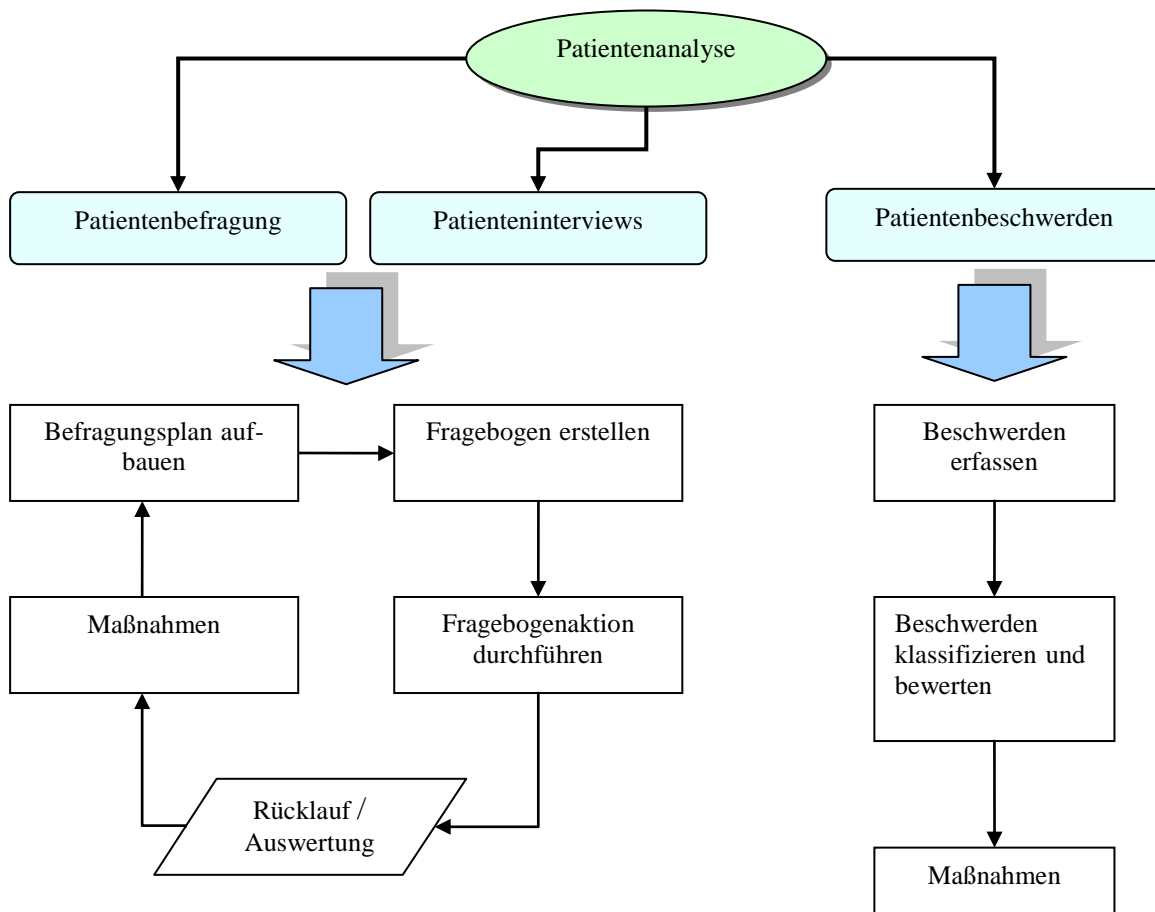 Patientenanalyse
Patientenbefragung
Patienteninterviews
Patientenbeschwerden
Befragungsplan auf-
bauen
Fragebogen erstellen
Beschwerden
erfassen
Maßnahmen
Fragebogenaktion
durchführen
Beschwerden
klassifizieren und
bewerten
Rücklauf /
Auswertung
Maßnahmen